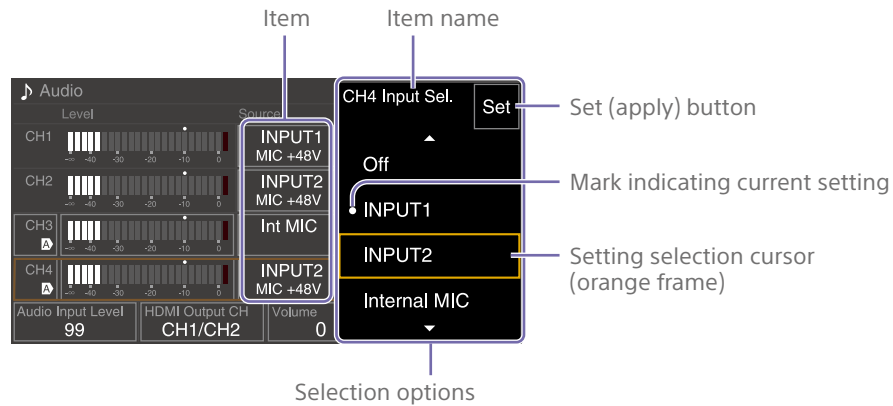 Item
Item name
Audio
Level
Source
CH1
-∞ -40 -30 -20 -10 0
INPUT1
MIC +48V
CH2
-∞ -40 -30 -20 -10 0
INPUT2
MIC +48V
CH3
A
-∞ -40 -30 -20 -10 0
Int MIC
CH4
A
-∞ -40 -30 -20 -10 0
INPUT2
MIC +48V
Audio Input Level
99
HDMI Output CH
CH1/CH2
Volume
0
CH4 Input Sel.
Set
Off
INPUT1
INPUT2
Internal MIC
Set (apply) button
Mark indicating current setting
Setting selection cursor
(orange frame)
Selection options